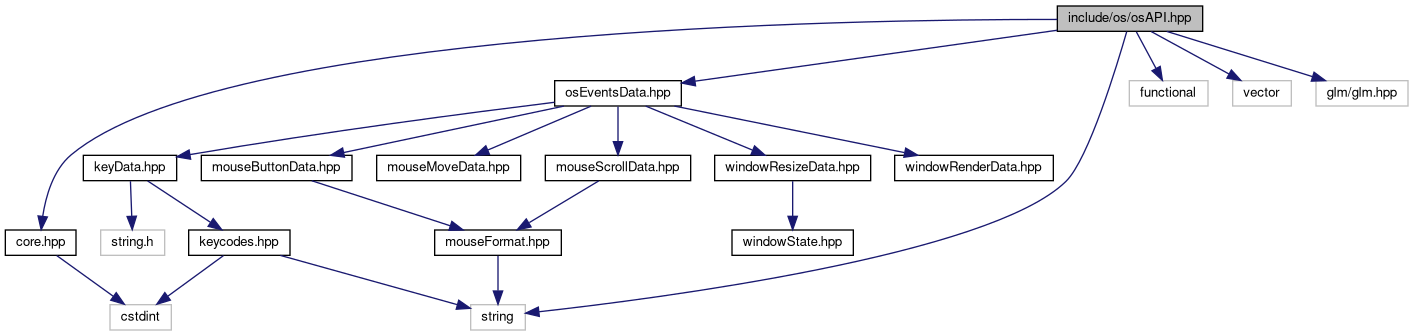 include/os/osAPI.hpp
osEventsData.hpp
functional
vector
glm/glm.hpp
keyData.hpp
mouseButtonData.hpp
mouseMoveData.hpp
mouseScrollData.hpp
windowResizeData.hpp
windowRenderData.hpp
core.hpp
string.h
keycodes.hpp
mouseFormat.hpp
windowState.hpp
cstdint
string